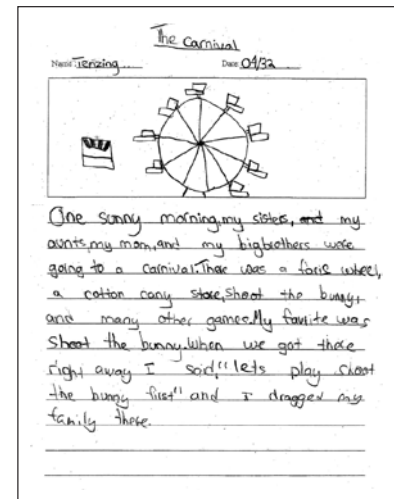 The Carnival
Name: Tenzing Date: 04/32
One sunny morning,my sisters, and my
aunts,my mom,and my bigbrothers were
going to a carnival.There was a faris wheel,
a cotton cany store,Shoot the bunny,
and many other games.My favrite was
Shoot the bunny.When we got there
right away I said,"lets play shoot
the bunny first" and I dragged my
family there.